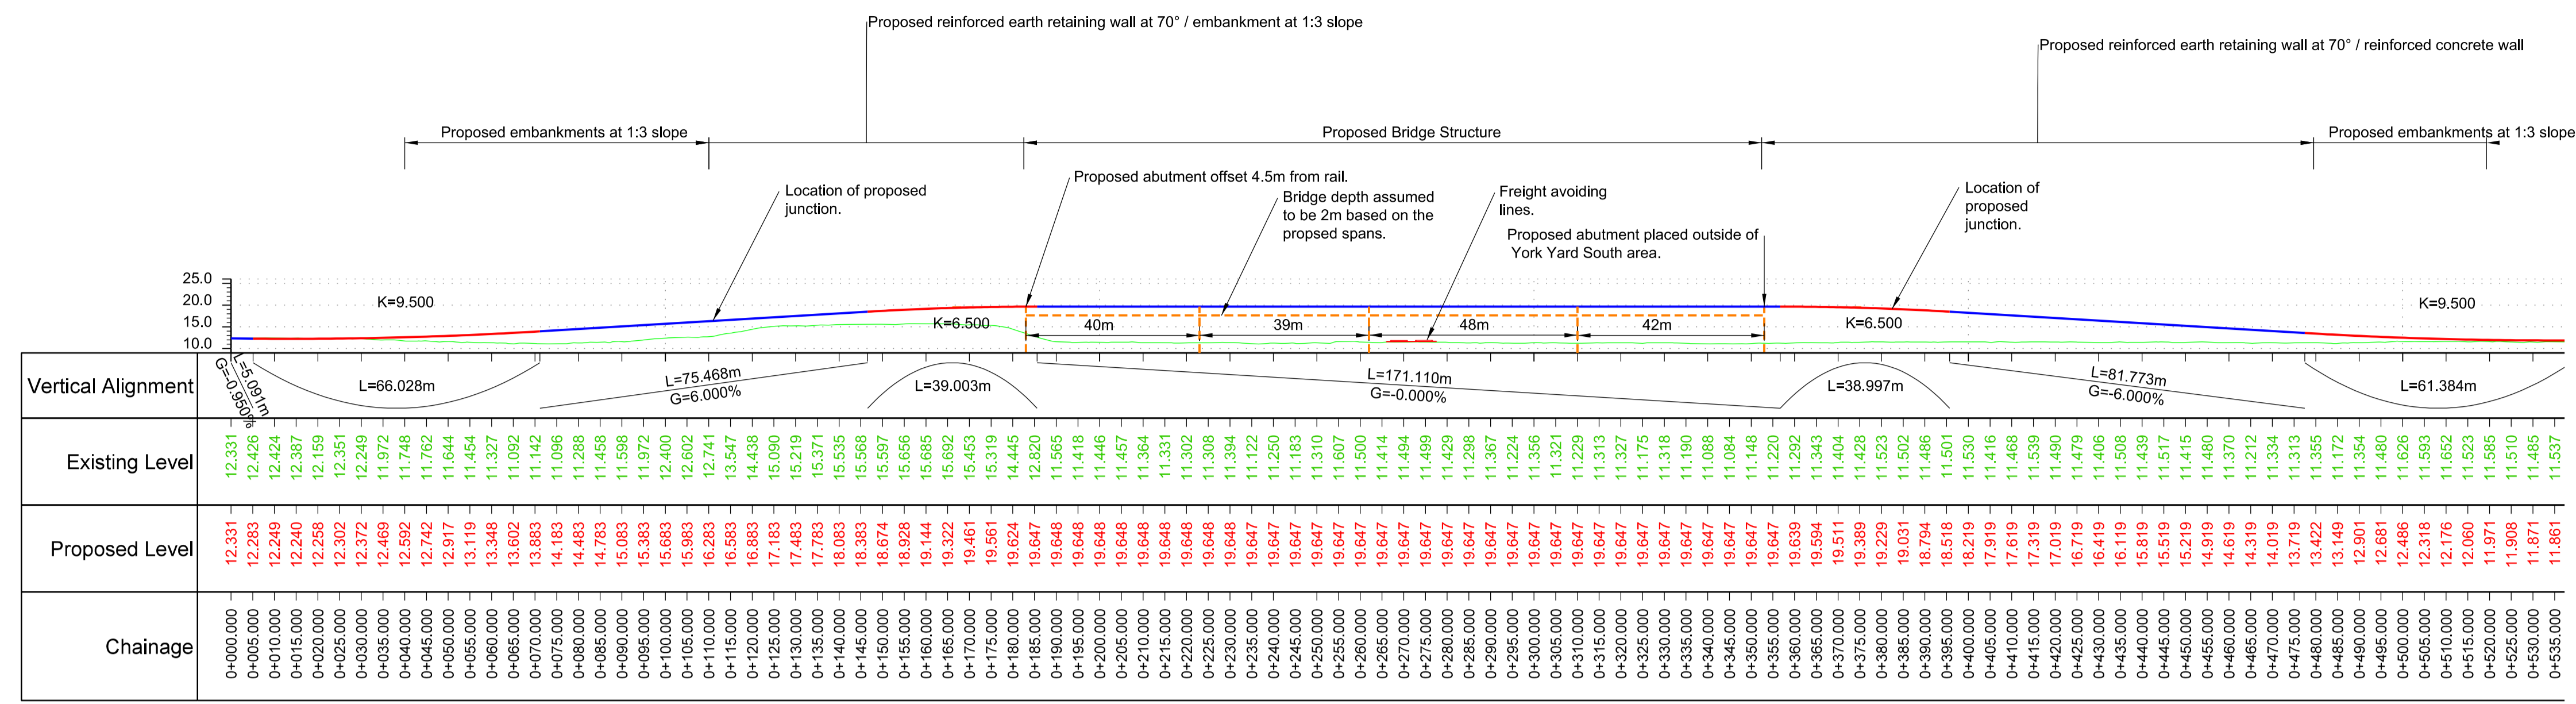 Proposed reinforced earth retaining wall at 70° / embankment at 1:3 slope
Proposed reinforced earth retaining wall at 70° / reinforced concrete wall
Proposed embankments at 1:3 slope
Proposed Bridge Structure
Proposed embankments at 1:3 slope
Location of proposed
junction.
Proposed abutment offset 4.5m from rail.
Bridge depth assumed
to be 2m based on the
propsed spans.
Freight avoiding
lines.
Proposed abutment placed outside of
York Yard South area.
Location of
proposed
junction.
25.0
20.0
15.0
10.0
K=9.500
K=6.500
40m
39m
48m
42m
K=6.500
K=9.500
Vertical Alignment
L=5.091m
G=-0.950%
L=66.028m
L=75.468m
G=6.000%
L=39.003m
L=171.110m
G=-0.000%
L=38.997m
L=81.773m
G=-6.000%
L=61.384m
Existing Level
12.331 12.426 12.424 12.387 12.159 12.351 12.249 11.972 11.748 11.762 11.644 11.454 11.327 11.092 11.142 11.096 11.288 11.458 11.598 11.972 12.400 12.602 12.741 13.547 14.438 15.090 15.219 15.371 15.535 15.568 15.597 15.656 15.685 15.692 15.453 15.319 14.445 12.820 11.565 11.418 11.446 11.457 11.364 11.331 11.302 11.308 11.394 11.122 11.250 11.183 11.310 11.607 11.500 11.414 11.494 11.499 11.429 11.298 11.367 11.224 11.356 11.321 11.229 11.313 11.327 11.175 11.318 11.190 11.088 11.084 11.148 11.220 11.292 11.343 11.404 11.428 11.523 11.502 11.486 11.501 11.530 11.416 11.468 11.539 11.490 11.479 11.406 11.508 11.439 11.517 11.415 11.480 11.370 11.212 11.334 11.313 11.355 11.172 11.354 11.480 11.626 11.593 11.652 11.523 11.585 11.510 11.485 11.537
Proposed Level
12.331 12.283 12.249 12.240 12.258 12.302 12.372 12.469 12.592 12.742 12.917 13.119 13.348 13.602 13.883 14.183 14.483 14.783 15.083 15.383 15.683 15.983 16.283 16.583 16.883 17.183 17.483 17.783 18.083 18.383 18.674 18.928 19.144 19.322 19.461 19.561 19.624 19.647 19.648 19.648 19.648 19.648 19.648 19.648 19.648 19.648 19.648 19.647 19.647 19.647 19.647 19.647 19.647 19.647 19.647 19.647 19.647 19.647 19.647 19.647 19.647 19.647 19.647 19.647 19.647 19.647 19.647 19.647 19.647 19.647 19.647 19.647 19.639 19.594 19.511 19.389 19.229 19.031 18.794 18.518 18.219 17.919 17.619 17.319 17.019 16.719 16.419 16.119 15.819 15.519 15.219 14.919 14.619 14.319 14.019 13.719 13.422 13.149 12.901 12.681 12.486 12.318 12.176 12.060 11.971 11.908 11.871 11.861
Chainage
0+000.000 0+005.000 0+010.000 0+015.000 0+020.000 0+025.000 0+030.000 0+035.000 0+040.000 0+045.000 0+050.000 0+055.000 0+060.000 0+065.000 0+070.000 0+075.000 0+080.000 0+085.000 0+090.000 0+095.000 0+100.000 0+105.000 0+110.000 0+115.000 0+120.000 0+125.000 0+130.000 0+135.000 0+140.000 0+145.000 0+150.000 0+155.000 0+160.000 0+165.000 0+170.000 0+175.000 0+180.000 0+185.000 0+190.000 0+195.000 0+200.000 0+205.000 0+210.000 0+215.000 0+220.000 0+225.000 0+230.000 0+235.000 0+240.000 0+245.000 0+250.000 0+255.000 0+260.000 0+265.000 0+270.000 0+275.000 0+280.000 0+285.000 0+290.000 0+295.000 0+300.000 0+305.000 0+310.000 0+315.000 0+320.000 0+325.000 0+330.000 0+335.000 0+340.000 0+345.000 0+350.000 0+355.000 0+360.000 0+365.000 0+370.000 0+375.000 0+380.000 0+385.000 0+390.000 0+395.000 0+400.000 0+405.000 0+410.000 0+415.000 0+420.000 0+425.000 0+430.000 0+435.000 0+440.000 0+445.000 0+450.000 0+455.000 0+460.000 0+465.000 0+470.000 0+475.000 0+480.000 0+485.000 0+490.000 0+495.000 0+500.000 0+505.000 0+510.000 0+515.000 0+520.000 0+525.000 0+530.000 0+535.000